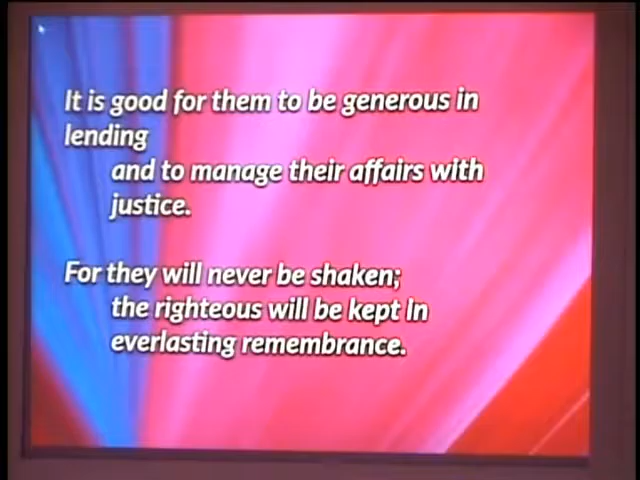 It is good for them to be generous in
lending
and to manage their affairs with
justice.
For they will never be shaken;
the righteous will be kept in
everlasting remembrance.